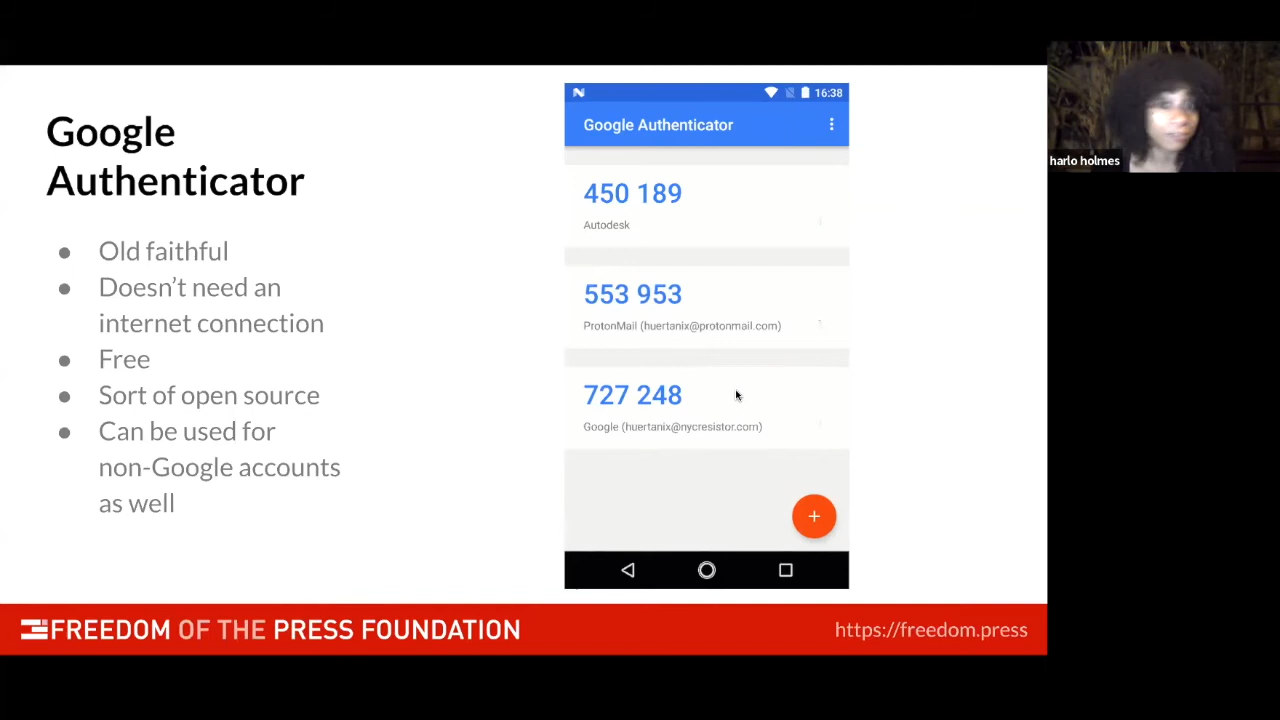 Google
Authenticator
● Old faithful
● Doesn't need an
internet connection
● Free
● Sort of open source
● Can be used for
non-Google accounts
as well
16:38
Google Authenticator
450 189
Autodesk
553 953
ProtonMail (huertanix@protonmail.com)
727 248
Google (huertanix@nycresistor.com)
+
FREEDOM OF THE PRESS FOUNDATION
https://freedom.press
harlo holmes